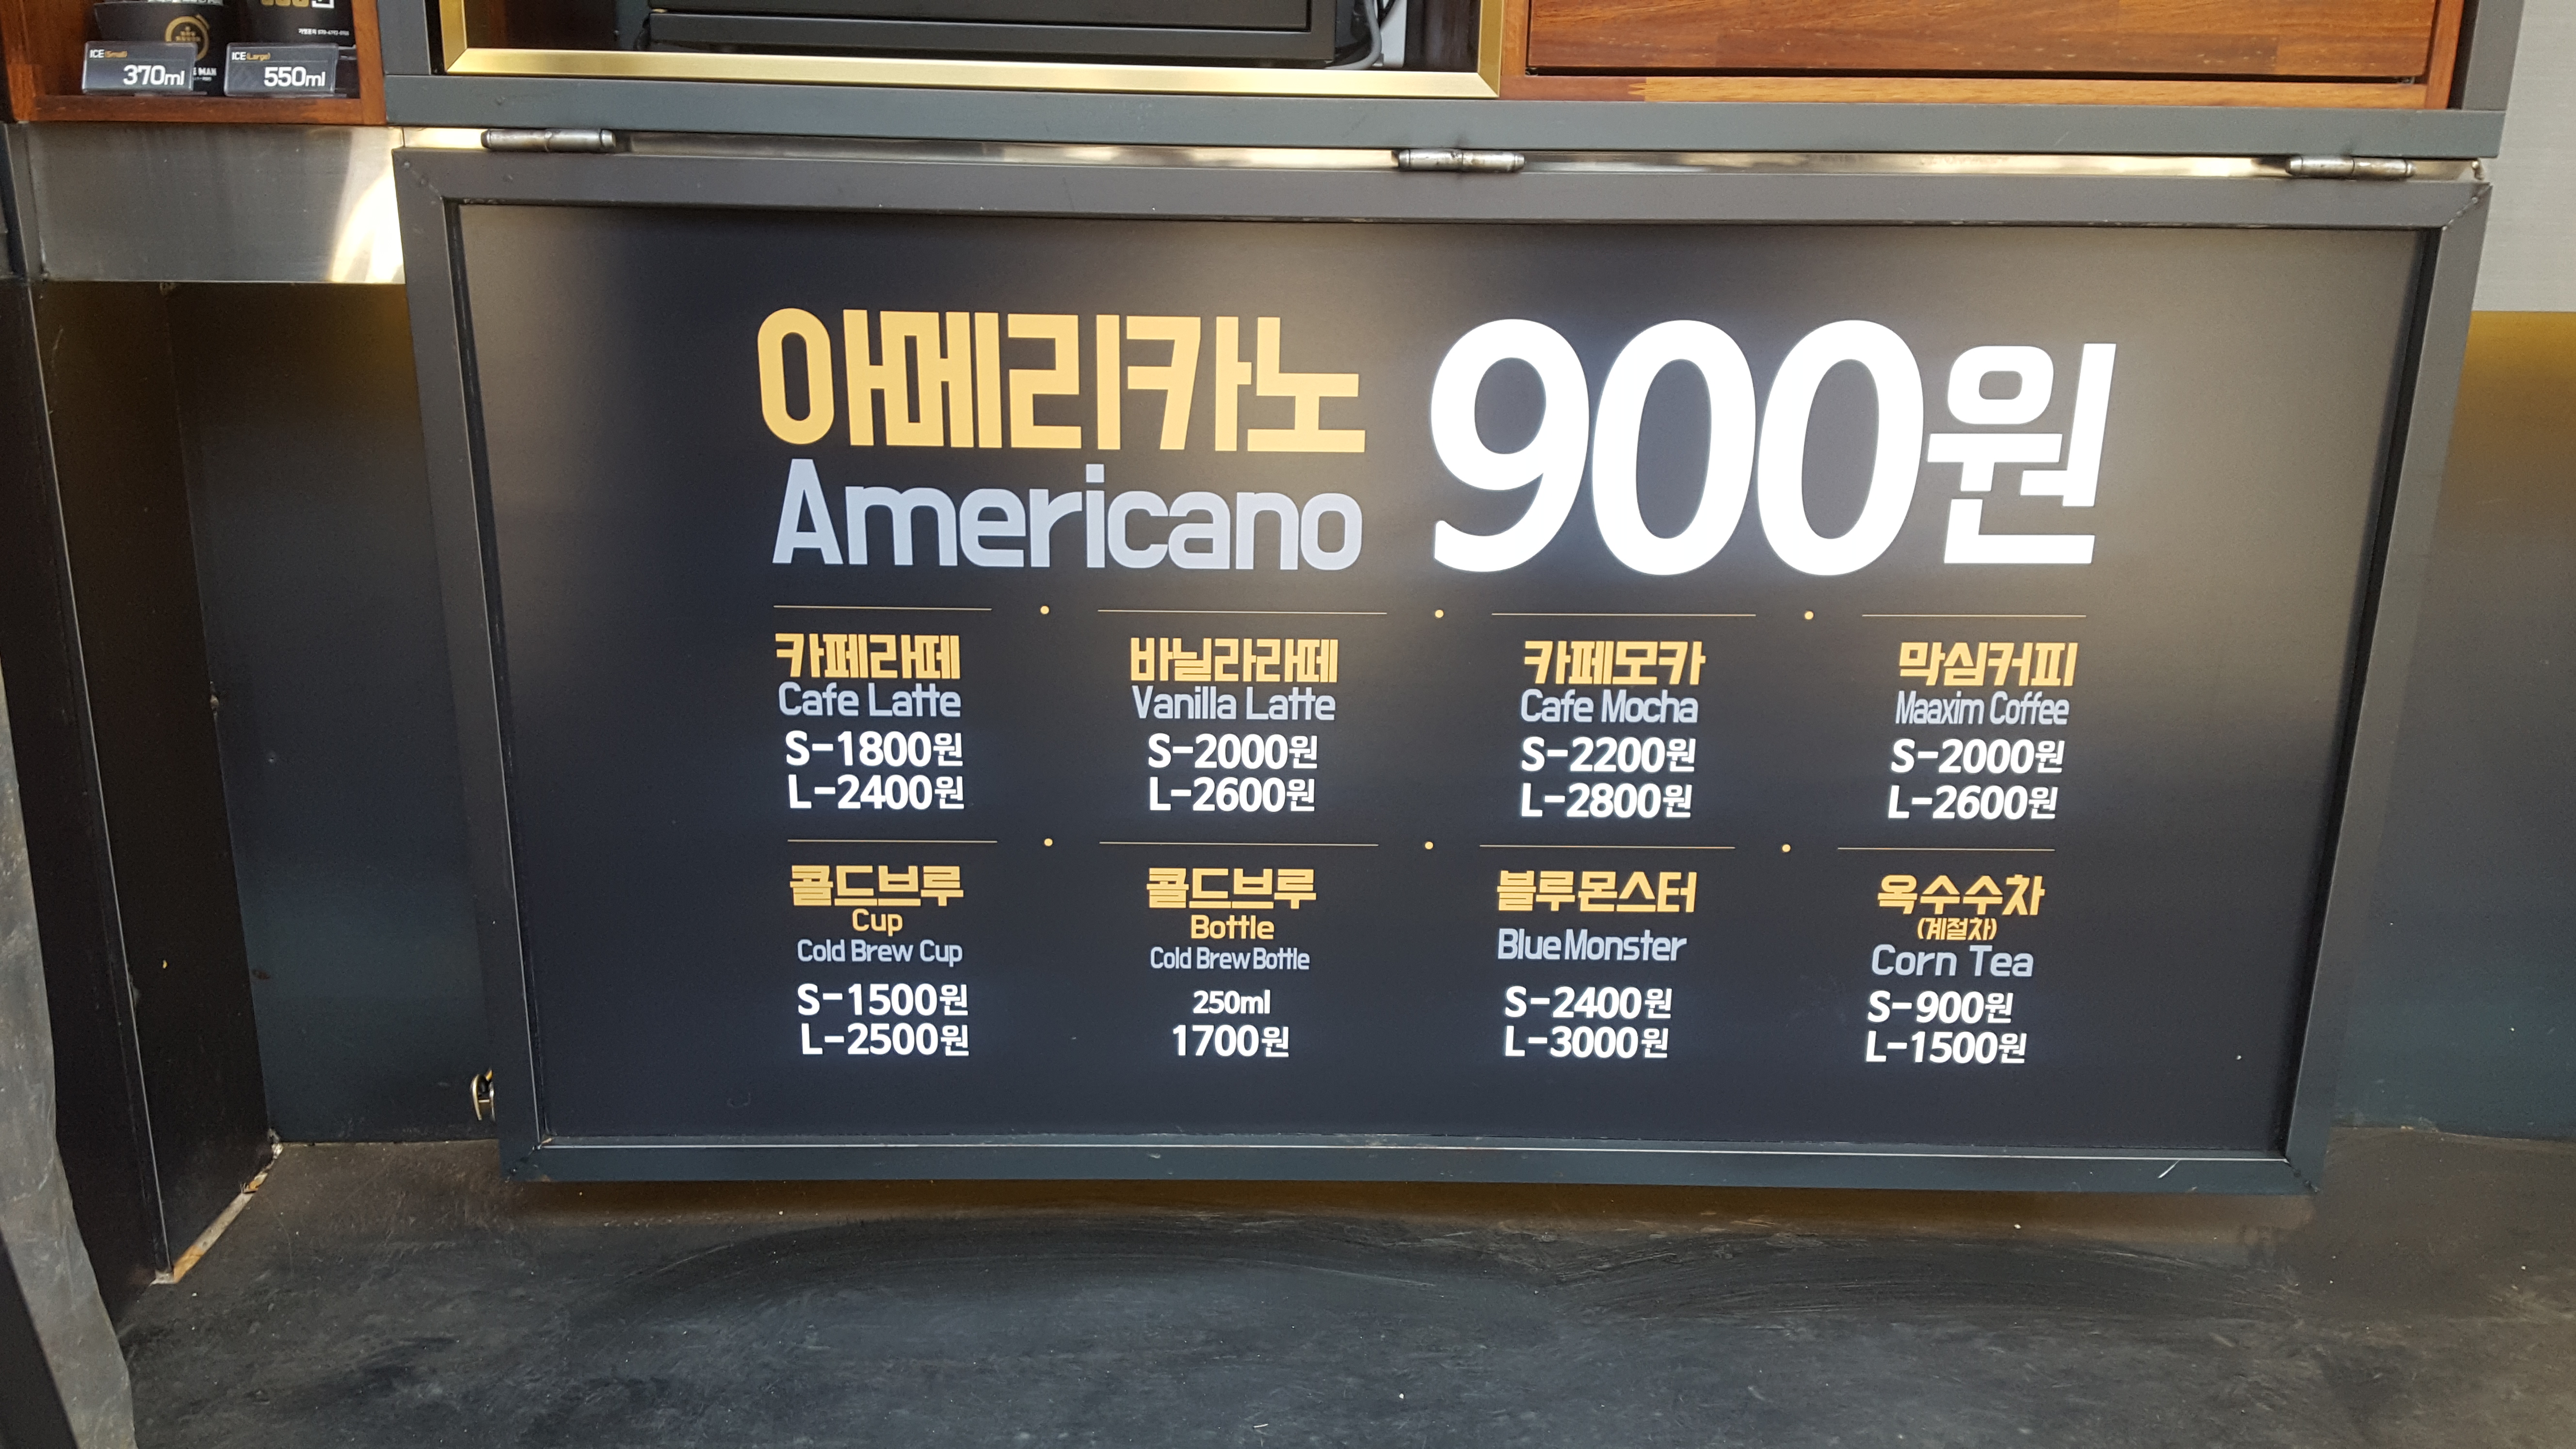 ICE(Small)
370ml
ICE(Large)
550ml
MAN
아메리카노
Americano
900원
카페라떼
Cafe Latte
S-1800원
L-2400원
바닐라라떼
Vanilla Latte
S-2000원
L-2600원
카페모카
Cafe Mocha
S-2200원
L-2800원
막심커피
Maaxim Coffee
S-2000원
L-2600원
콜드브루
Cup
Cold Brew Cup
S-1500원
L-2500원
콜드브루
Bottle
Cold Brew Bottle
250ml
1700원
블루몬스터
Blue Monster
S-2400원
L-3000원
옥수수차
(계절차)
Corn Tea
S-900원
L-1500원